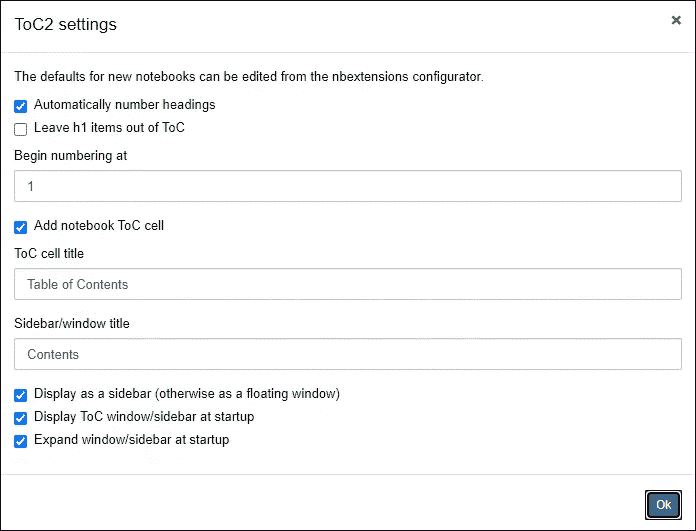 ToC2 settings
×
The defaults for new notebooks can be edited from the nbextensions configurator.
Automatically number headings
Leave h1 items out of ToC
Begin numbering at
1
Add notebook ToC cell
ToC cell title
Table of Contents
Sidebar/window title
Contents
Display as a sidebar (otherwise as a floating window)
Display ToC window/sidebar at startup
Expand window/sidebar at startup
Ok